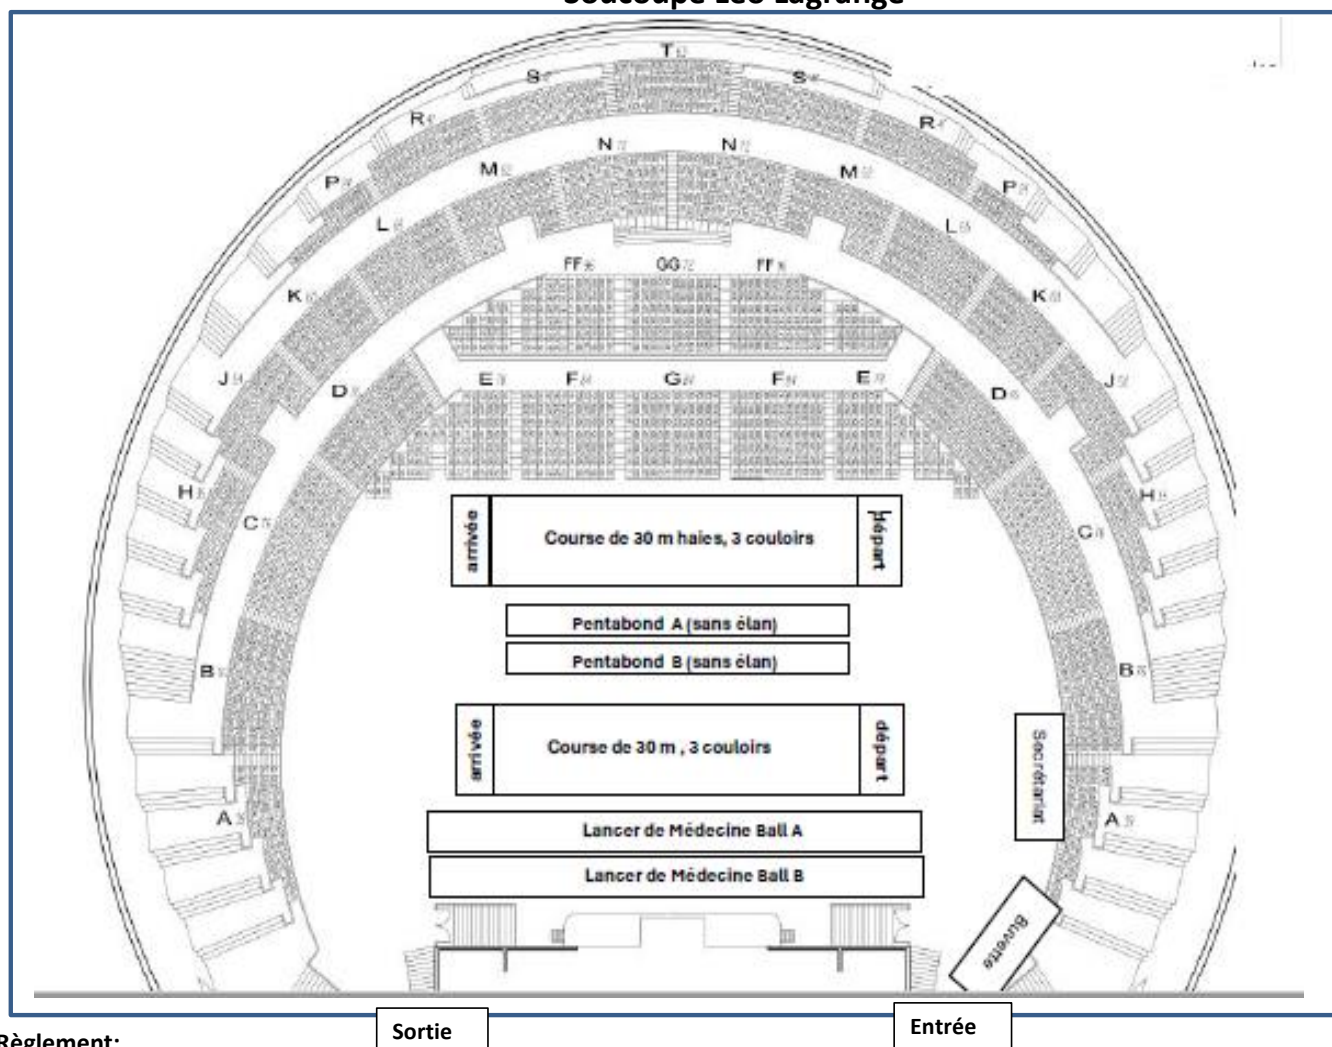 Soucoupe Léo Lagrange
T
S S
R R
N N
M M
P P
L L
FF GG FF
K K
J J
E F G F E
D D
H H
arrivée Course de 30 m haies, 3 couloirs départ
C C
Pentabond A (sans élan)
Pentabond B (sans élan)
B B
arrivée Course de 30 m , 3 couloirs départ
Secrétariat
A A
Lancer de Médecine Ball A
Lancer de Médecine Ball B
Buvette
Sortie Entrée
Règlement: